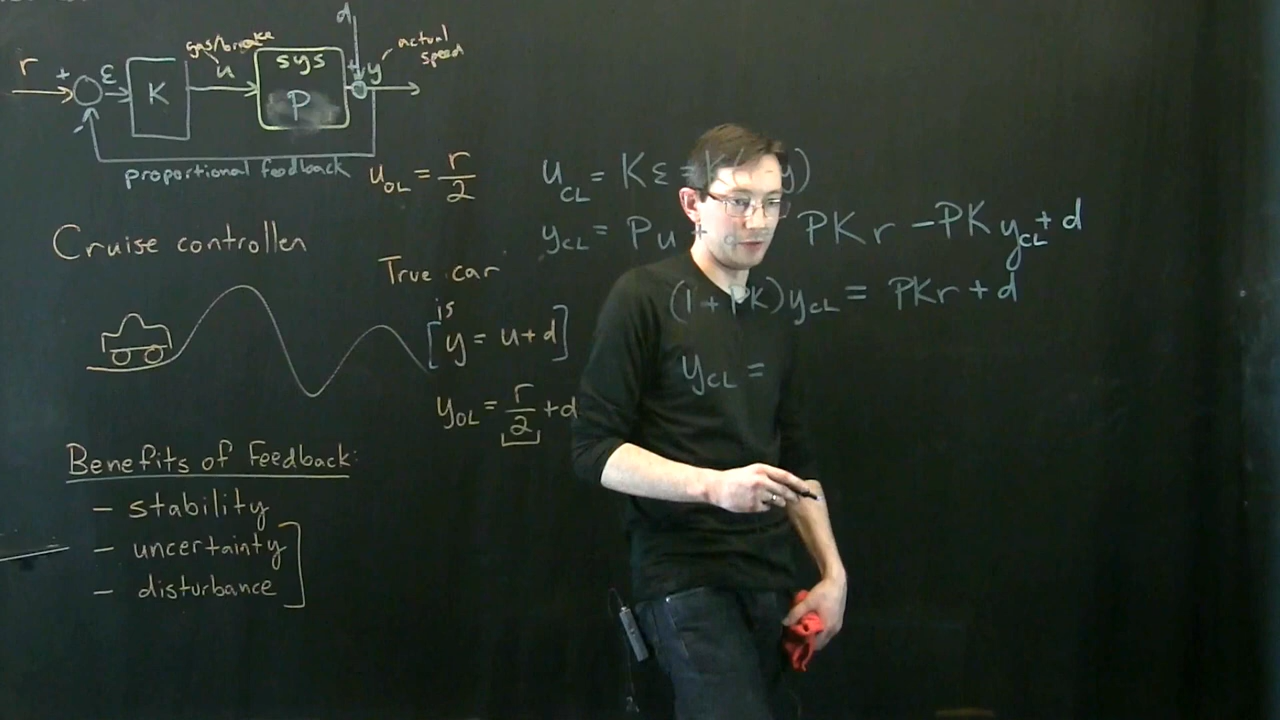 d
gas/brake
actual
speed
r + ε K u sys + y
P
-
proportional feedback
u_OL = r/2
u_CL = Kε = K( y)
y_CL = Pu + PKr - PKy_CL + d
Cruise controller
(1 + PK)y_CL = PKr + d
True car
is
[y = u + d]
y_CL =
y_OL = r/2 + d
Benefits of Feedback:
- stability
- uncertainty
- disturbance